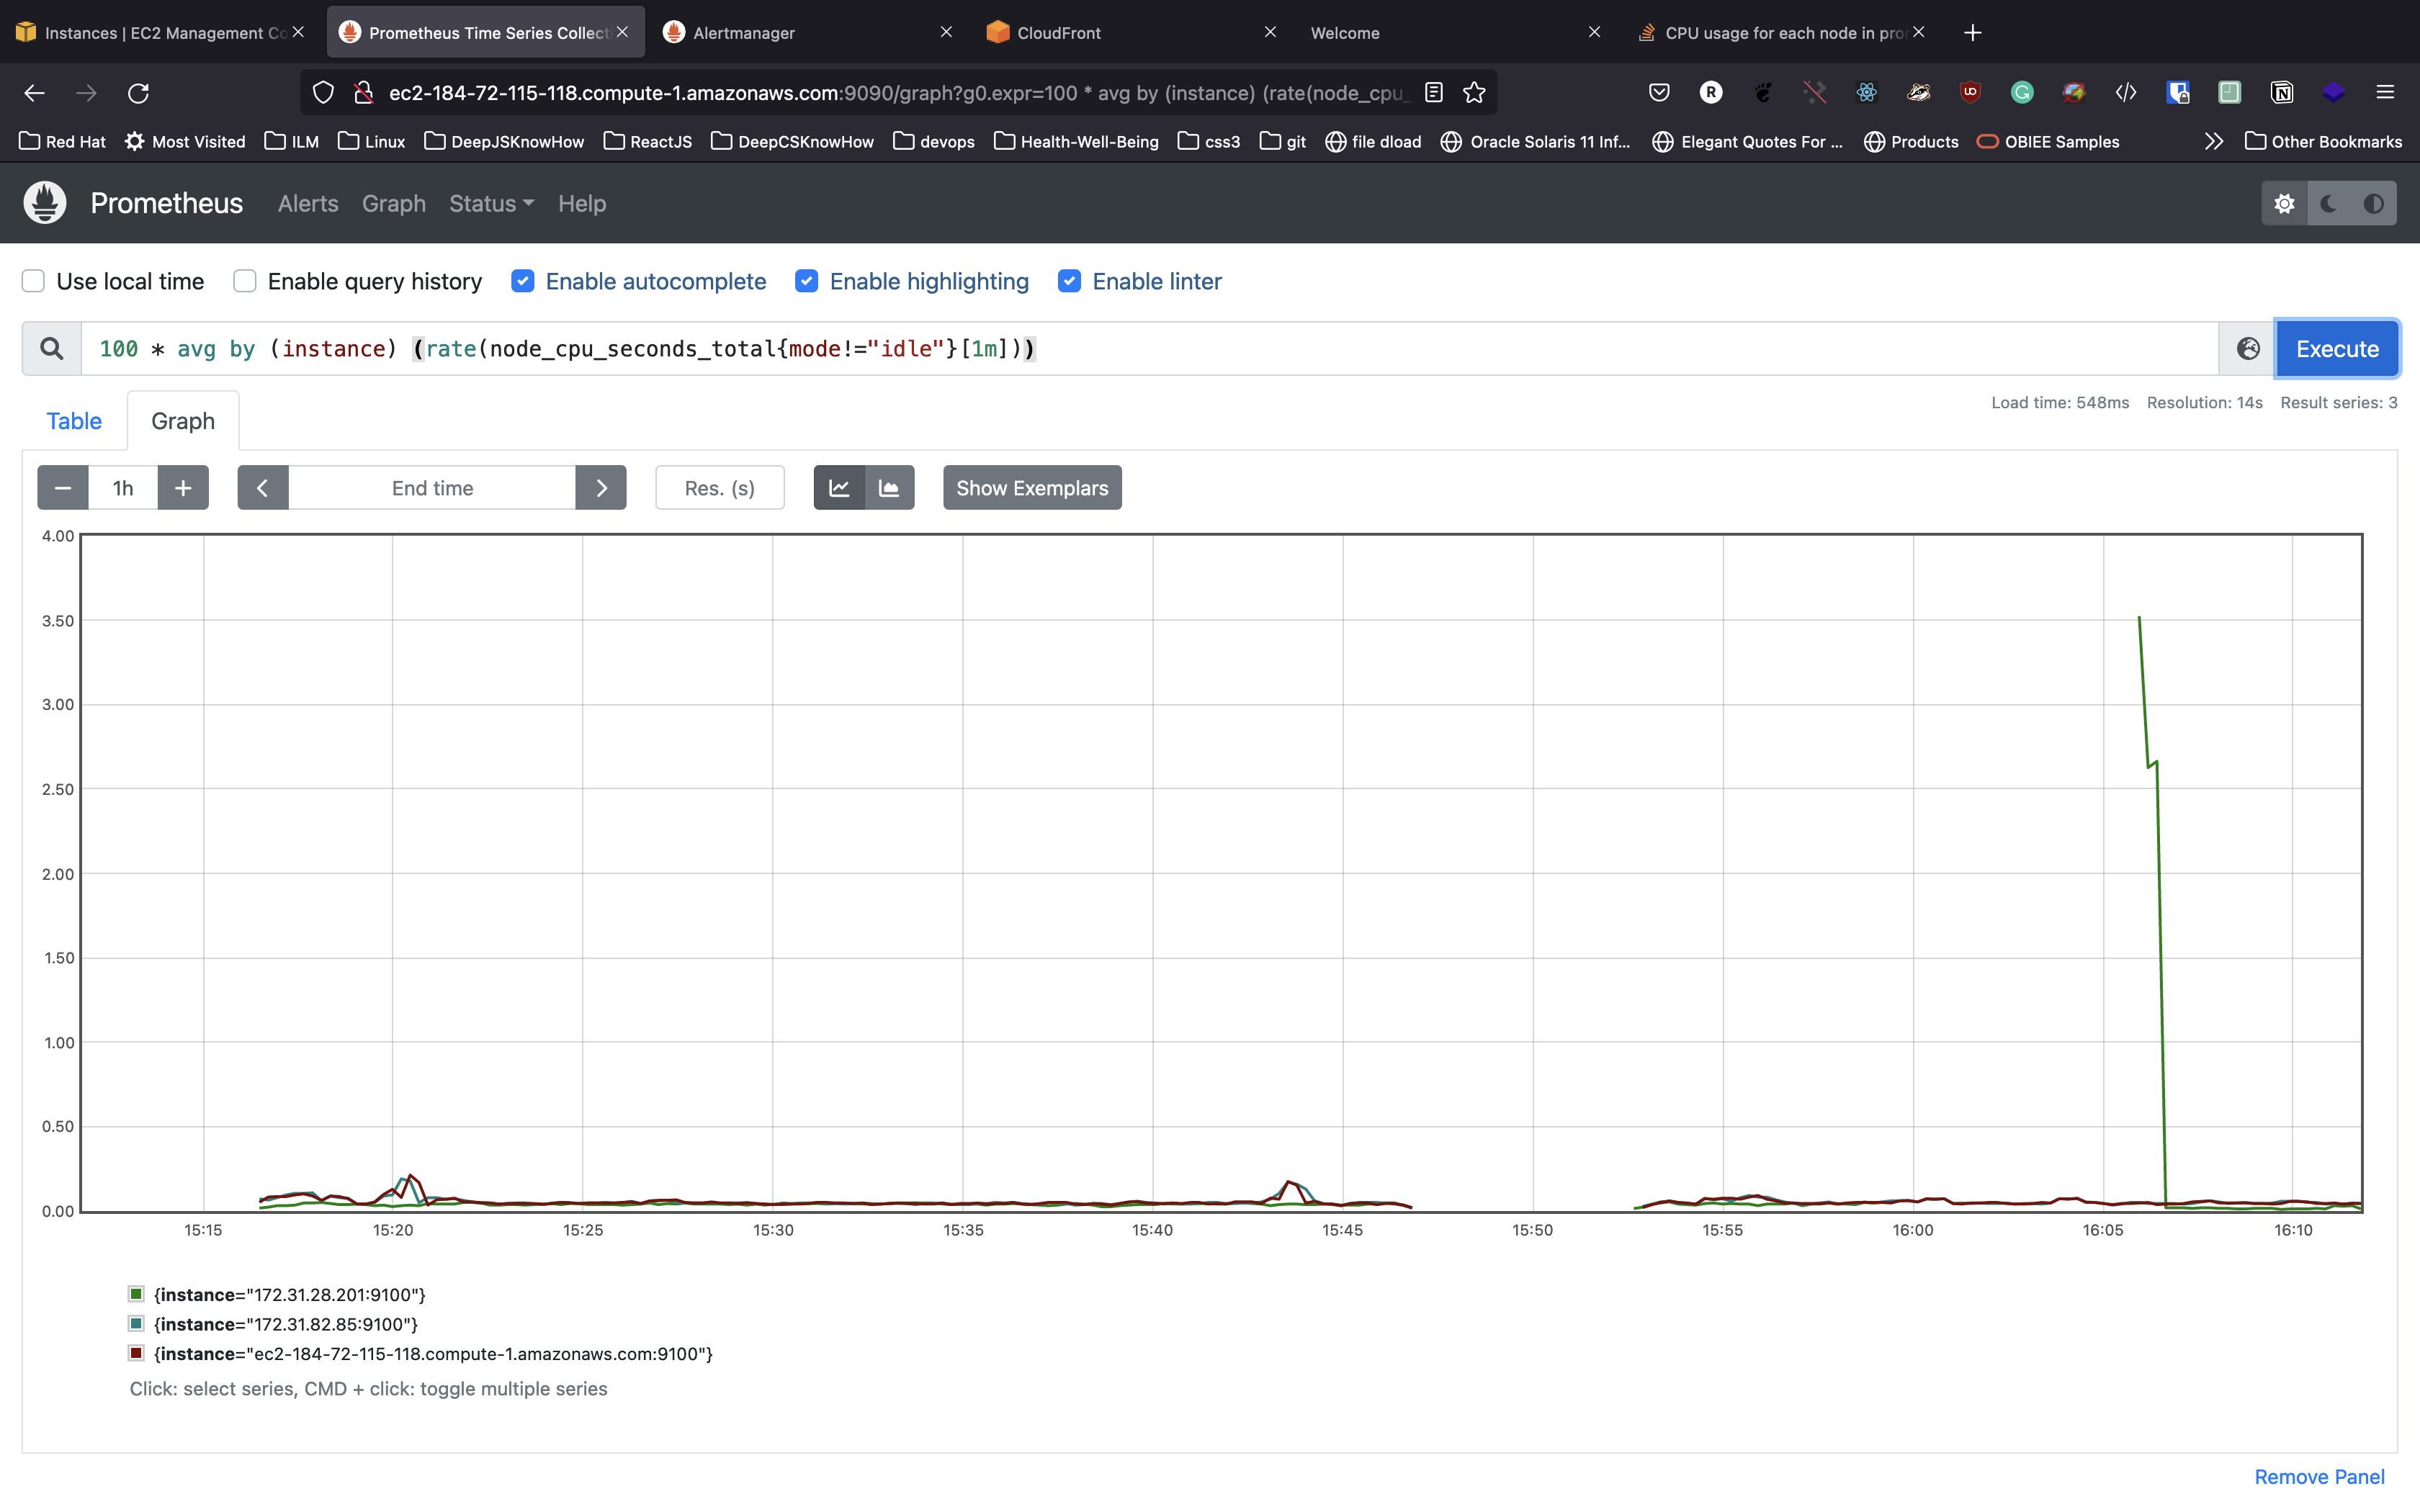 Instances | EC2 Management Co
Prometheus Time Series Collect
Alertmanager
CloudFront
Welcome
CPU usage for each node in pro
ec2-184-72-115-118.compute-1.amazonaws.com:9090/graph?g0.expr=100 * avg by (instance) (rate(node_cpu_
Red Hat
Most Visited
ILM
Linux
DeepJSKnowHow
ReactJS
DeepCSKnowHow
devops
Health-Well-Being
css3
git
file dload
Oracle Solaris 11 Inf...
Elegant Quotes For ...
Products
OBIEE Samples
Other Bookmarks
Prometheus
Alerts
Graph
Status
Help
Use local time
Enable query history
Enable autocomplete
Enable highlighting
Enable linter
100 * avg by (instance) (rate(node_cpu_seconds_total{mode!="idle"}[1m]))
Execute
Table
Graph
Load time: 548ms Resolution: 14s Result series: 3
1h
End time
Res. (s)
Show Exemplars
4.00
3.50
3.00
2.50
2.00
1.50
1.00
0.50
0.00
15:15 15:20 15:25 15:30 15:35 15:40 15:45 15:50 15:55 16:00 16:05 16:10
{instance="172.31.28.201:9100"}
{instance="172.31.82.85:9100"}
{instance="ec2-184-72-115-118.compute-1.amazonaws.com:9100"}
Click: select series, CMD + click: toggle multiple series
Remove Panel